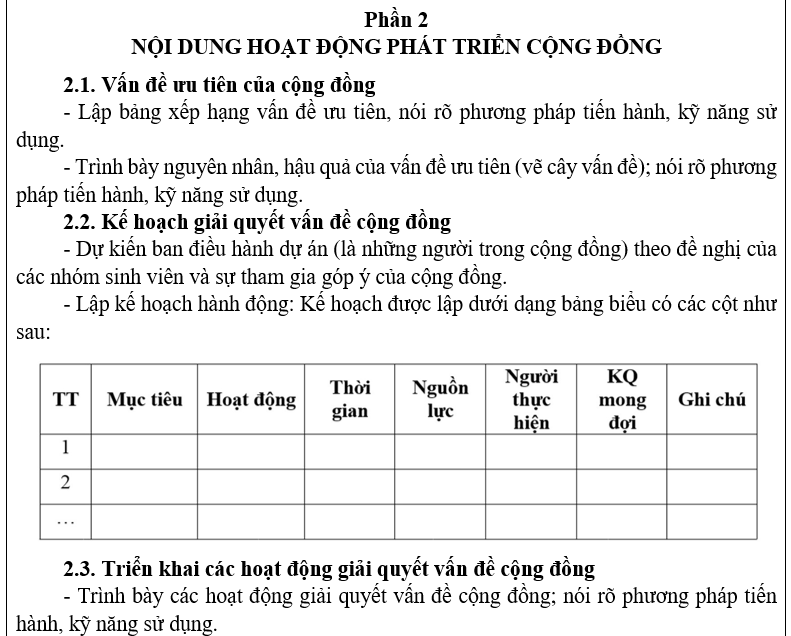 Phần 2
NỘI DUNG HOẠT ĐỘNG PHÁT TRIỂN CỘNG ĐỒNG
2.1. Vấn đề ưu tiên của cộng đồng
- Lập bảng xếp hạng vấn đề ưu tiên, nói rõ phương pháp tiến hành, kỹ năng sử
dụng.
- Trình bày nguyên nhân, hậu quả của vấn đề ưu tiên (vẽ cây vấn đề); nói rõ phương
pháp tiến hành, kỹ năng sử dụng.
2.2. Kế hoạch giải quyết vấn đề cộng đồng
- Dự kiến ban điều hành dự án (là những người trong cộng đồng) theo đề nghị của
các nhóm sinh viên và sự tham gia góp ý của cộng đồng.
- Lập kế hoạch hành động: Kế hoạch được lập dưới dạng bảng biểu có các cột như
sau:
TT Mục tiêu Hoạt động Thời gian Nguồn lực Người thực hiện KQ mong đợi Ghi chú
1
2
…
2.3. Triển khai các hoạt động giải quyết vấn đề cộng đồng
- Trình bày các hoạt động giải quyết vấn đề cộng đồng; nói rõ phương pháp tiến
hành, kỹ năng sử dụng.